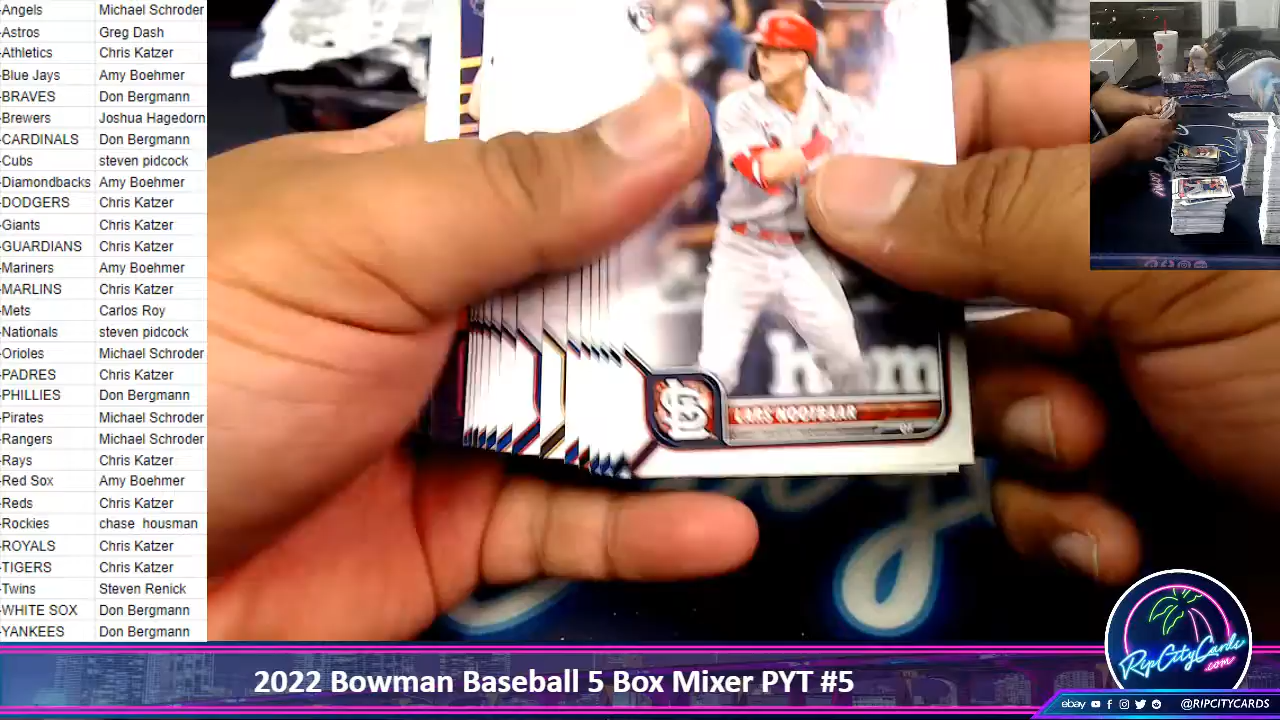 -Angels Michael Schroder
-Astros Greg Dash
-Athletics Chris Katzer
-Blue Jays Amy Boehmer
-BRAVES Don Bergmann
-Brewers Joshua Hagedorn
-CARDINALS Don Bergmann
-Cubs steven pidcock
-Diamondbacks Amy Boehmer
-DODGERS Chris Katzer
-Giants Chris Katzer
-GUARDIANS Chris Katzer
-Mariners Amy Boehmer
-MARLINS Chris Katzer
-Mets Carlos Roy
-Nationals steven pidcock
-Orioles Michael Schroder
-PADRES Chris Katzer
-PHILLIES Don Bergmann
-Pirates Michael Schroder
-Rangers Michael Schroder
-Rays Chris Katzer
-Red Sox Amy Boehmer
-Reds Chris Katzer
-Rockies chase housman
-ROYALS Chris Katzer
-TIGERS Chris Katzer
-Twins Steven Renick
-WHITE SOX Don Bergmann
-YANKEES Don Bergmann
LARS NOOTBAAR
2022 Bowman Baseball 5 Box Mixer PYT #5
RipCityCards
.com
ebay @RIPCITYCARDS